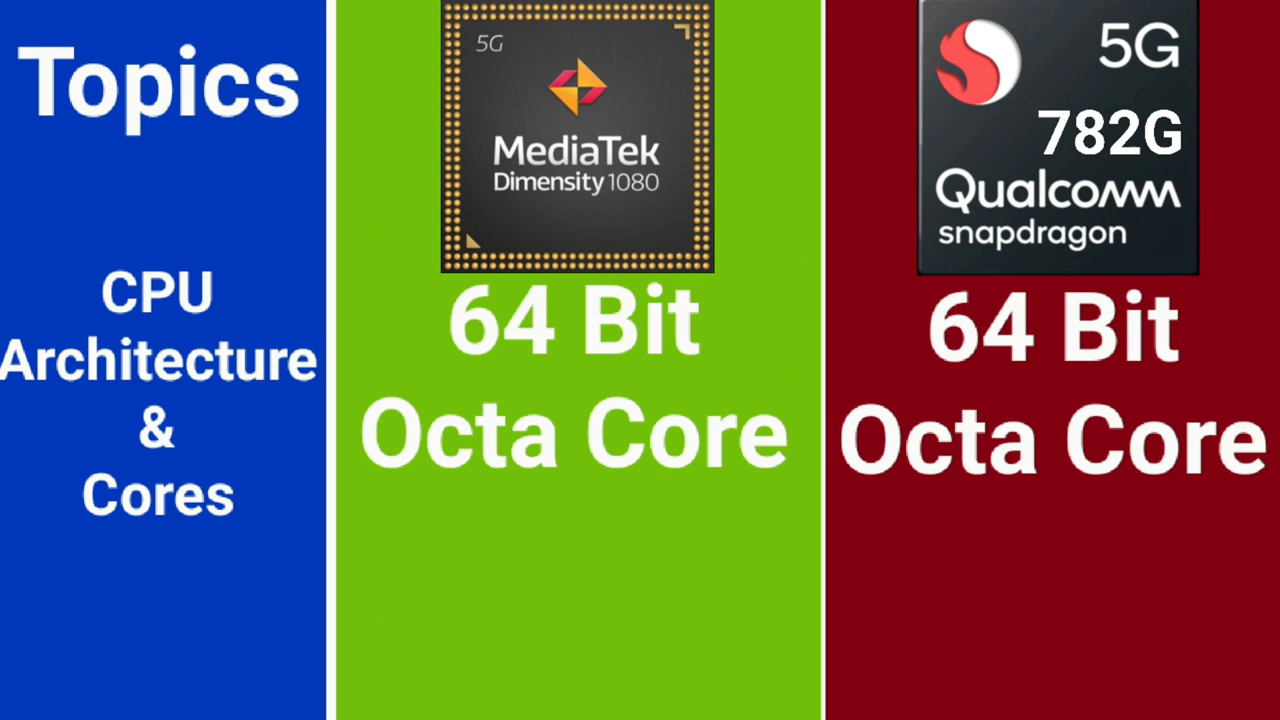 Topics
CPU
Architecture
&
Cores
5G
MediaTek
Dimensity 1080
64 Bit
Octa Core
5G
782G
Qualcomm
snapdragon
64 Bit
Octa Core